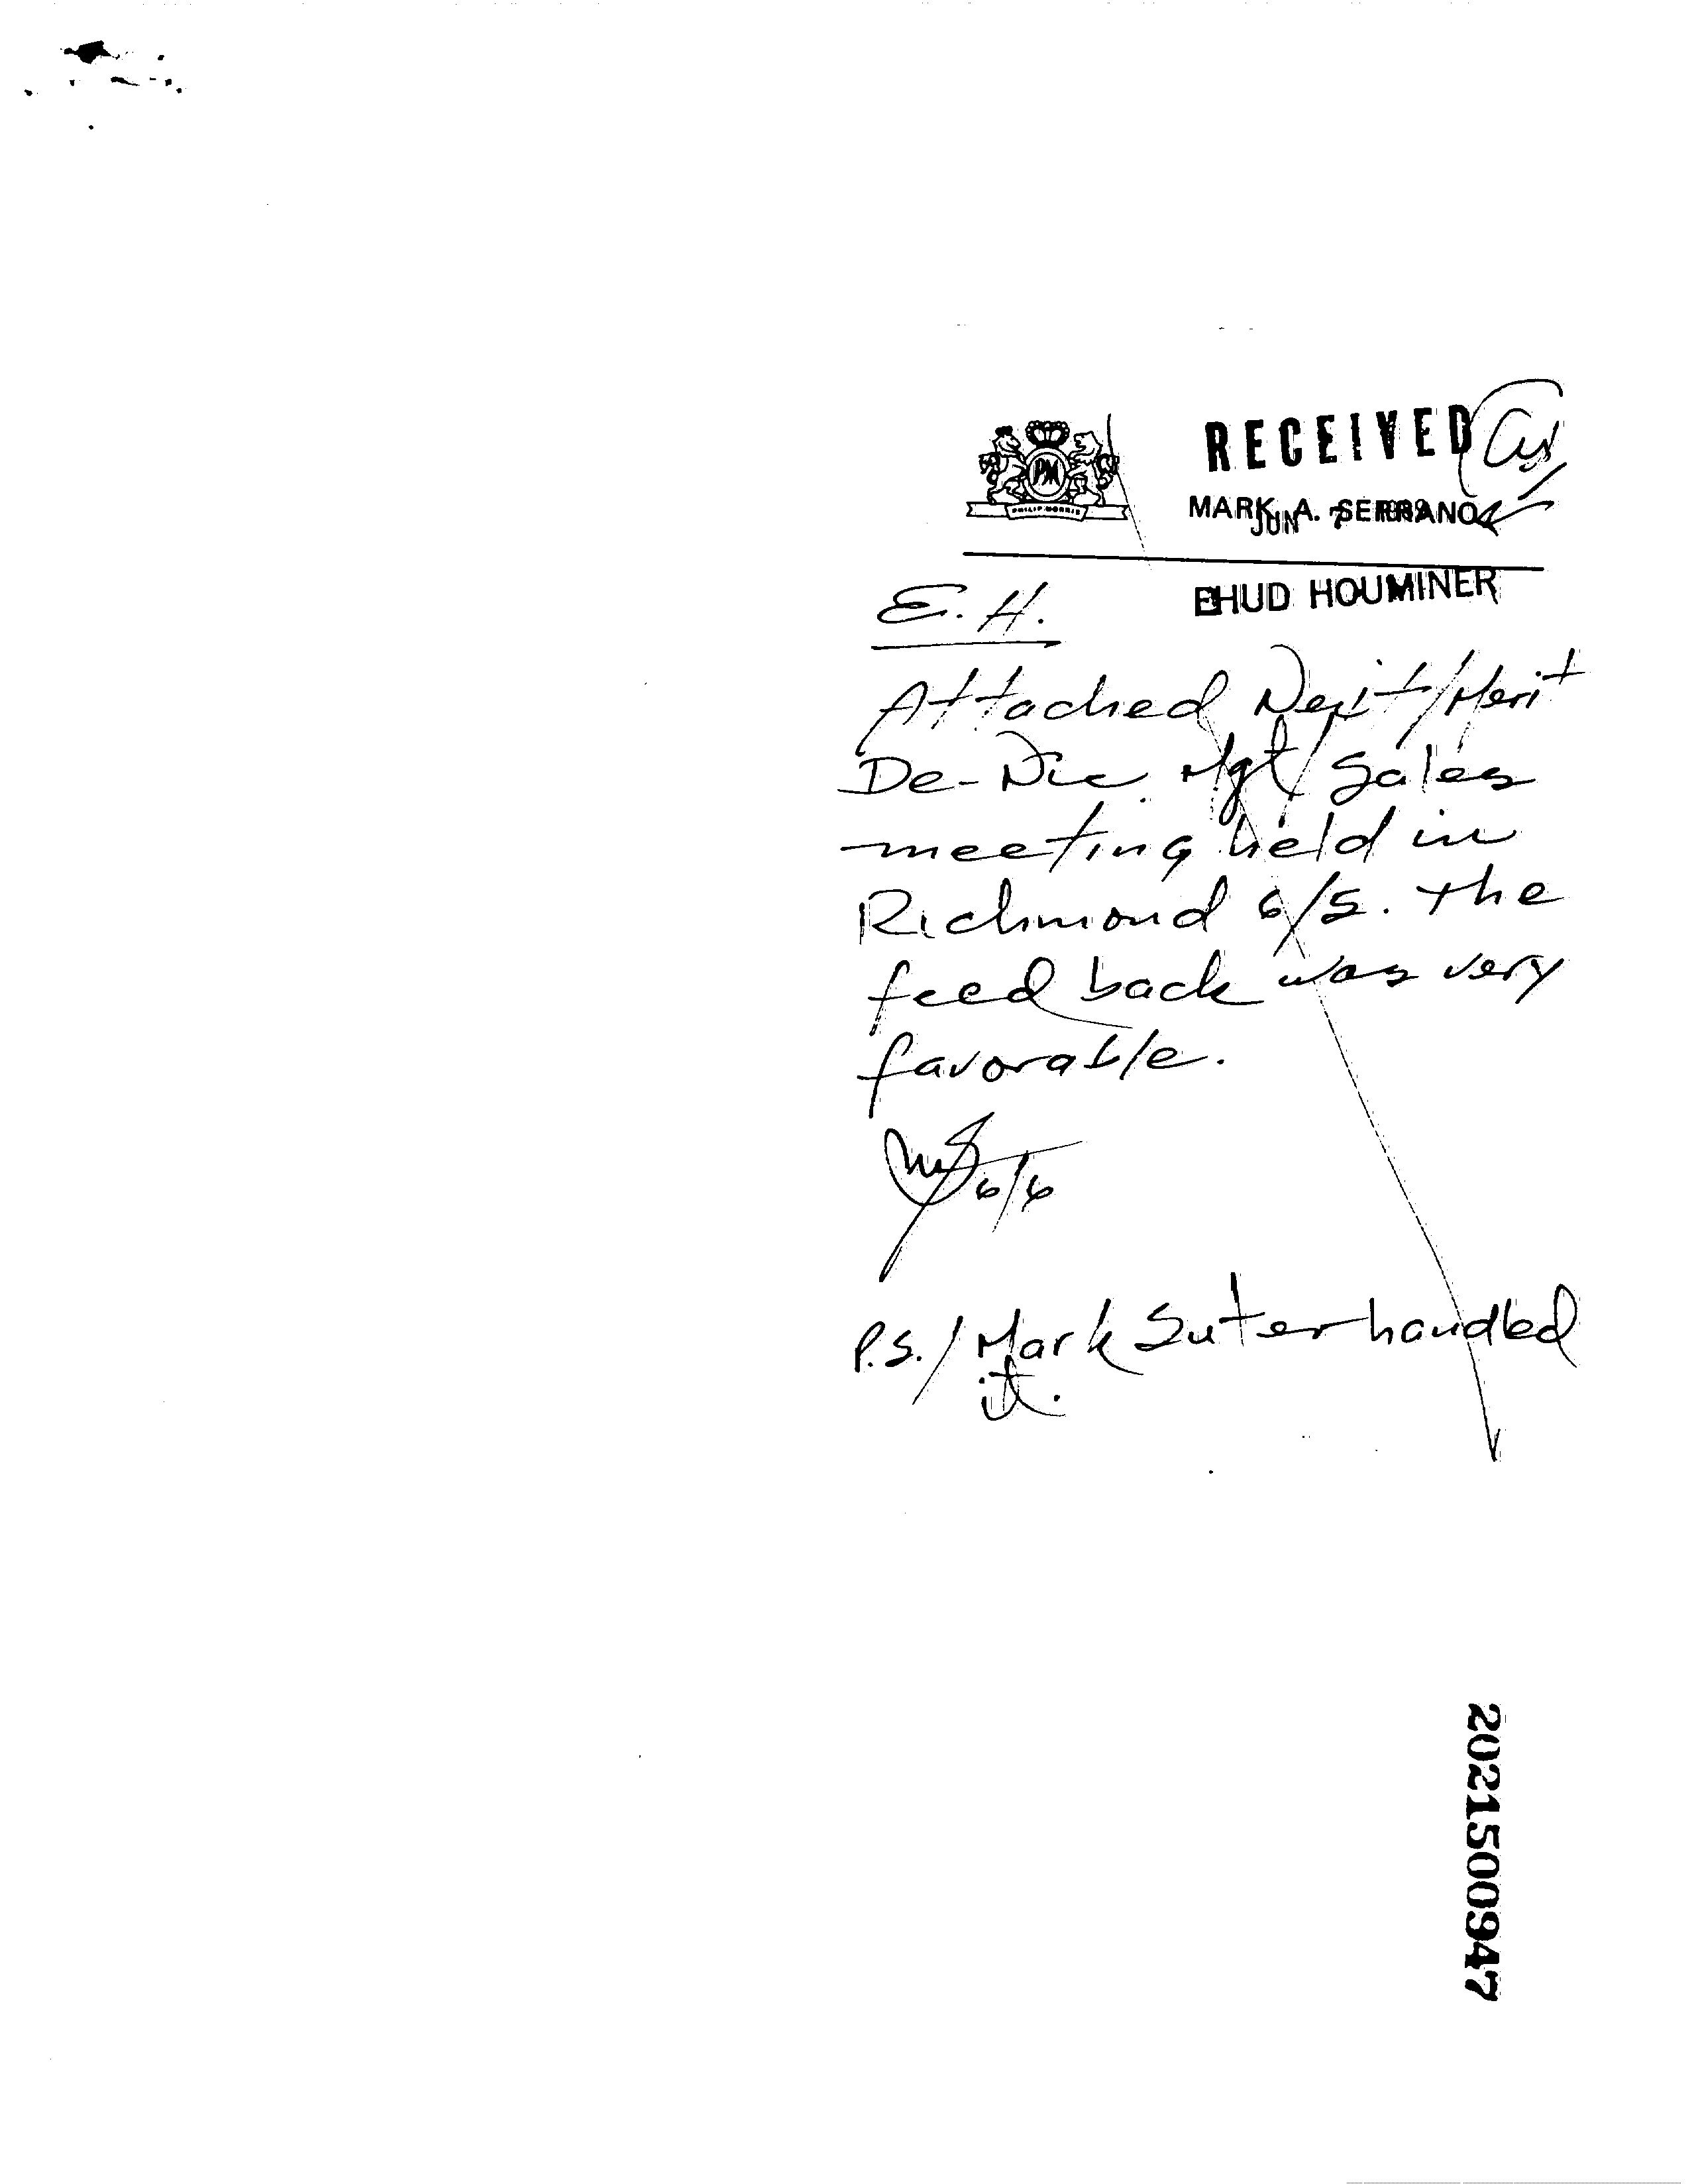 PM
PHILIP MORRIS
RECEIVED
MARK A. SERRANO
JUN 7 1989
EHUD HOUMINER
E.H.
Attached Next/Merit
De-Nic Mgt/Sales
meeting held in
Richmond 6/5. The
feed back was very
favorable.
MS 6/6
P.S./ Mark Suter handled
it.
2021500947